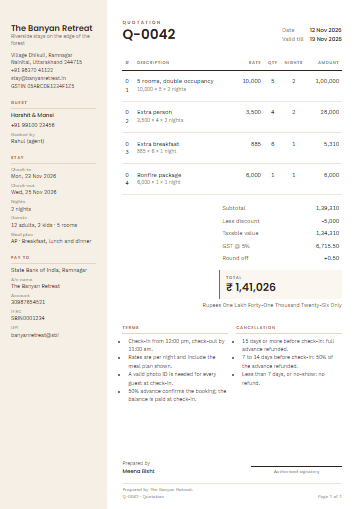 The Banyan Retreat
Riverside stays on the edge of the
forest
Village Dhikuli, Ramnagar
Nainital, Uttarakhand 244715
+91 98370 41122
stay@banyanretreat.in
GSTIN 05ABCDE1234F1Z5
GUEST
Harshit & Mansi
+91 99100 23456
Booked by
Rahul (agent)
STAY
Check-in
Mon, 23 Nov 2026
Check-out
Wed, 25 Nov 2026
Nights
2 nights
Guests
12 adults, 3 kids · 5 rooms
Meal plan
AP · Breakfast, lunch and dinner
PAY TO
State Bank of India, Ramnagar
A/c name
The Banyan Retreat
Account
30987654321
IFSC
SBIN0001234
UPI
banyanretreat@sbi
QUOTATION
Q-0042
Date 12 Nov 2026
Valid till 19 Nov 2026
# DESCRIPTION RATE QTY NIGHTS AMOUNT
01 5 rooms, double occupancy 10,000 5 2 1,00,000
10,000 × 5 × 2 nights
02 Extra person 3,500 4 2 28,000
3,500 × 4 × 2 nights
03 Extra breakfast 885 6 1 5,310
885 × 6 × 1 night
04 Bonfire package 6,000 1 1 6,000
6,000 × 1 × 1 night
Subtotal 1,39,310
Less discount -5,000
Taxable value 1,34,310
GST @ 5% 6,715.50
Round off +0.50
TOTAL
₹ 1,41,026
Rupees One Lakh Forty-One Thousand Twenty-Six Only
TERMS
Check-in from 12:00 pm, check-out by
11:00 am.
Rates are per night and include the
meal plan shown.
A valid photo ID is needed for every
guest at check-in.
50% advance confirms the booking; the
balance is paid at check-in.
CANCELLATION
15 days or more before check-in: full
advance refunded.
7 to 14 days before check-in: 50% of
the advance refunded.
Less than 7 days, or no-show: no
refund.
Prepared by
Meena Bisht
Authorised signatory
Prepared by The Banyan Retreat
Q-0042 · Quotation Page 1 of 1